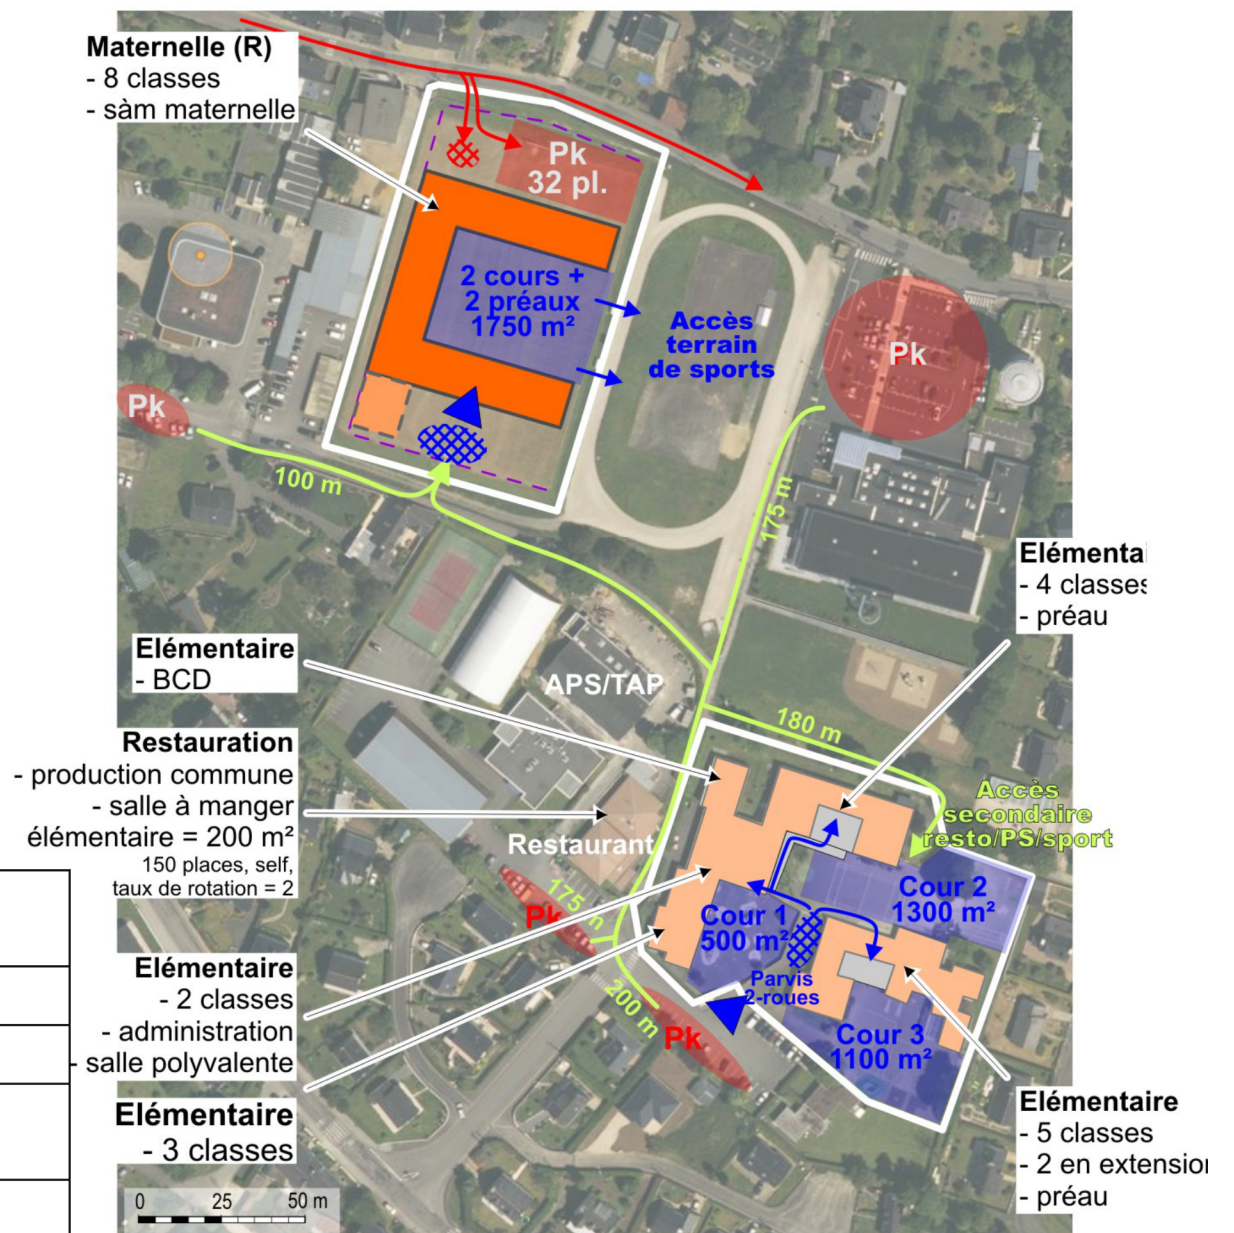 Maternelle (R)
- 8 classes
- sàm maternelle
Pk
32 pl.
2 cours +
2 préaux
1750 m²
Accès
terrain
de sports
Pk
Pk
100 m
175 m
Elémentai
- 4 classes
- préau
Elémentaire
- BCD
APS/TAP
180 m
Restauration
- production commune
- salle à manger
élémentaire = 200 m²
150 places, self,
taux de rotation = 2
Accès
secondaire
resto/PS/sport
Restaurant
175 m
Pk
Cour 1
500 m²
Cour 2
1300 m²
Parvis
2-roues
Elémentaire
- 2 classes
- administration
- salle polyvalente
200 m
Pk
Cour 3
1100 m²
Elémentaire
- 3 classes
Elémentaire
- 5 classes
- 2 en extension
- préau
0 25 50 m